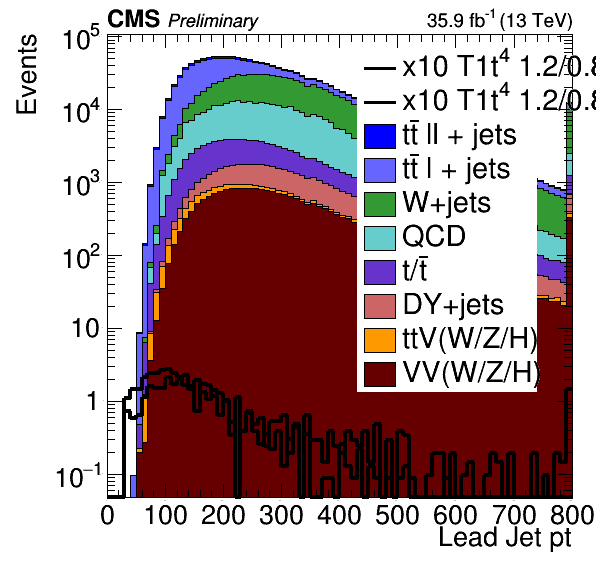 CMS Preliminary 35.9 fb⁻¹ (13 TeV)
Events
10⁵
10⁴
10³
10²
10
1
10⁻¹
x10 T1t⁴ 1.2/0.8
x10 T1t⁴ 1.2/0.8
tt̄ ll + jets
tt̄ l + jets
W+jets
QCD
t/t̄
DY+jets
ttV(W/Z/H)
VV(W/Z/H)
0 100 200 300 400 500 600 700 800
Lead Jet pt